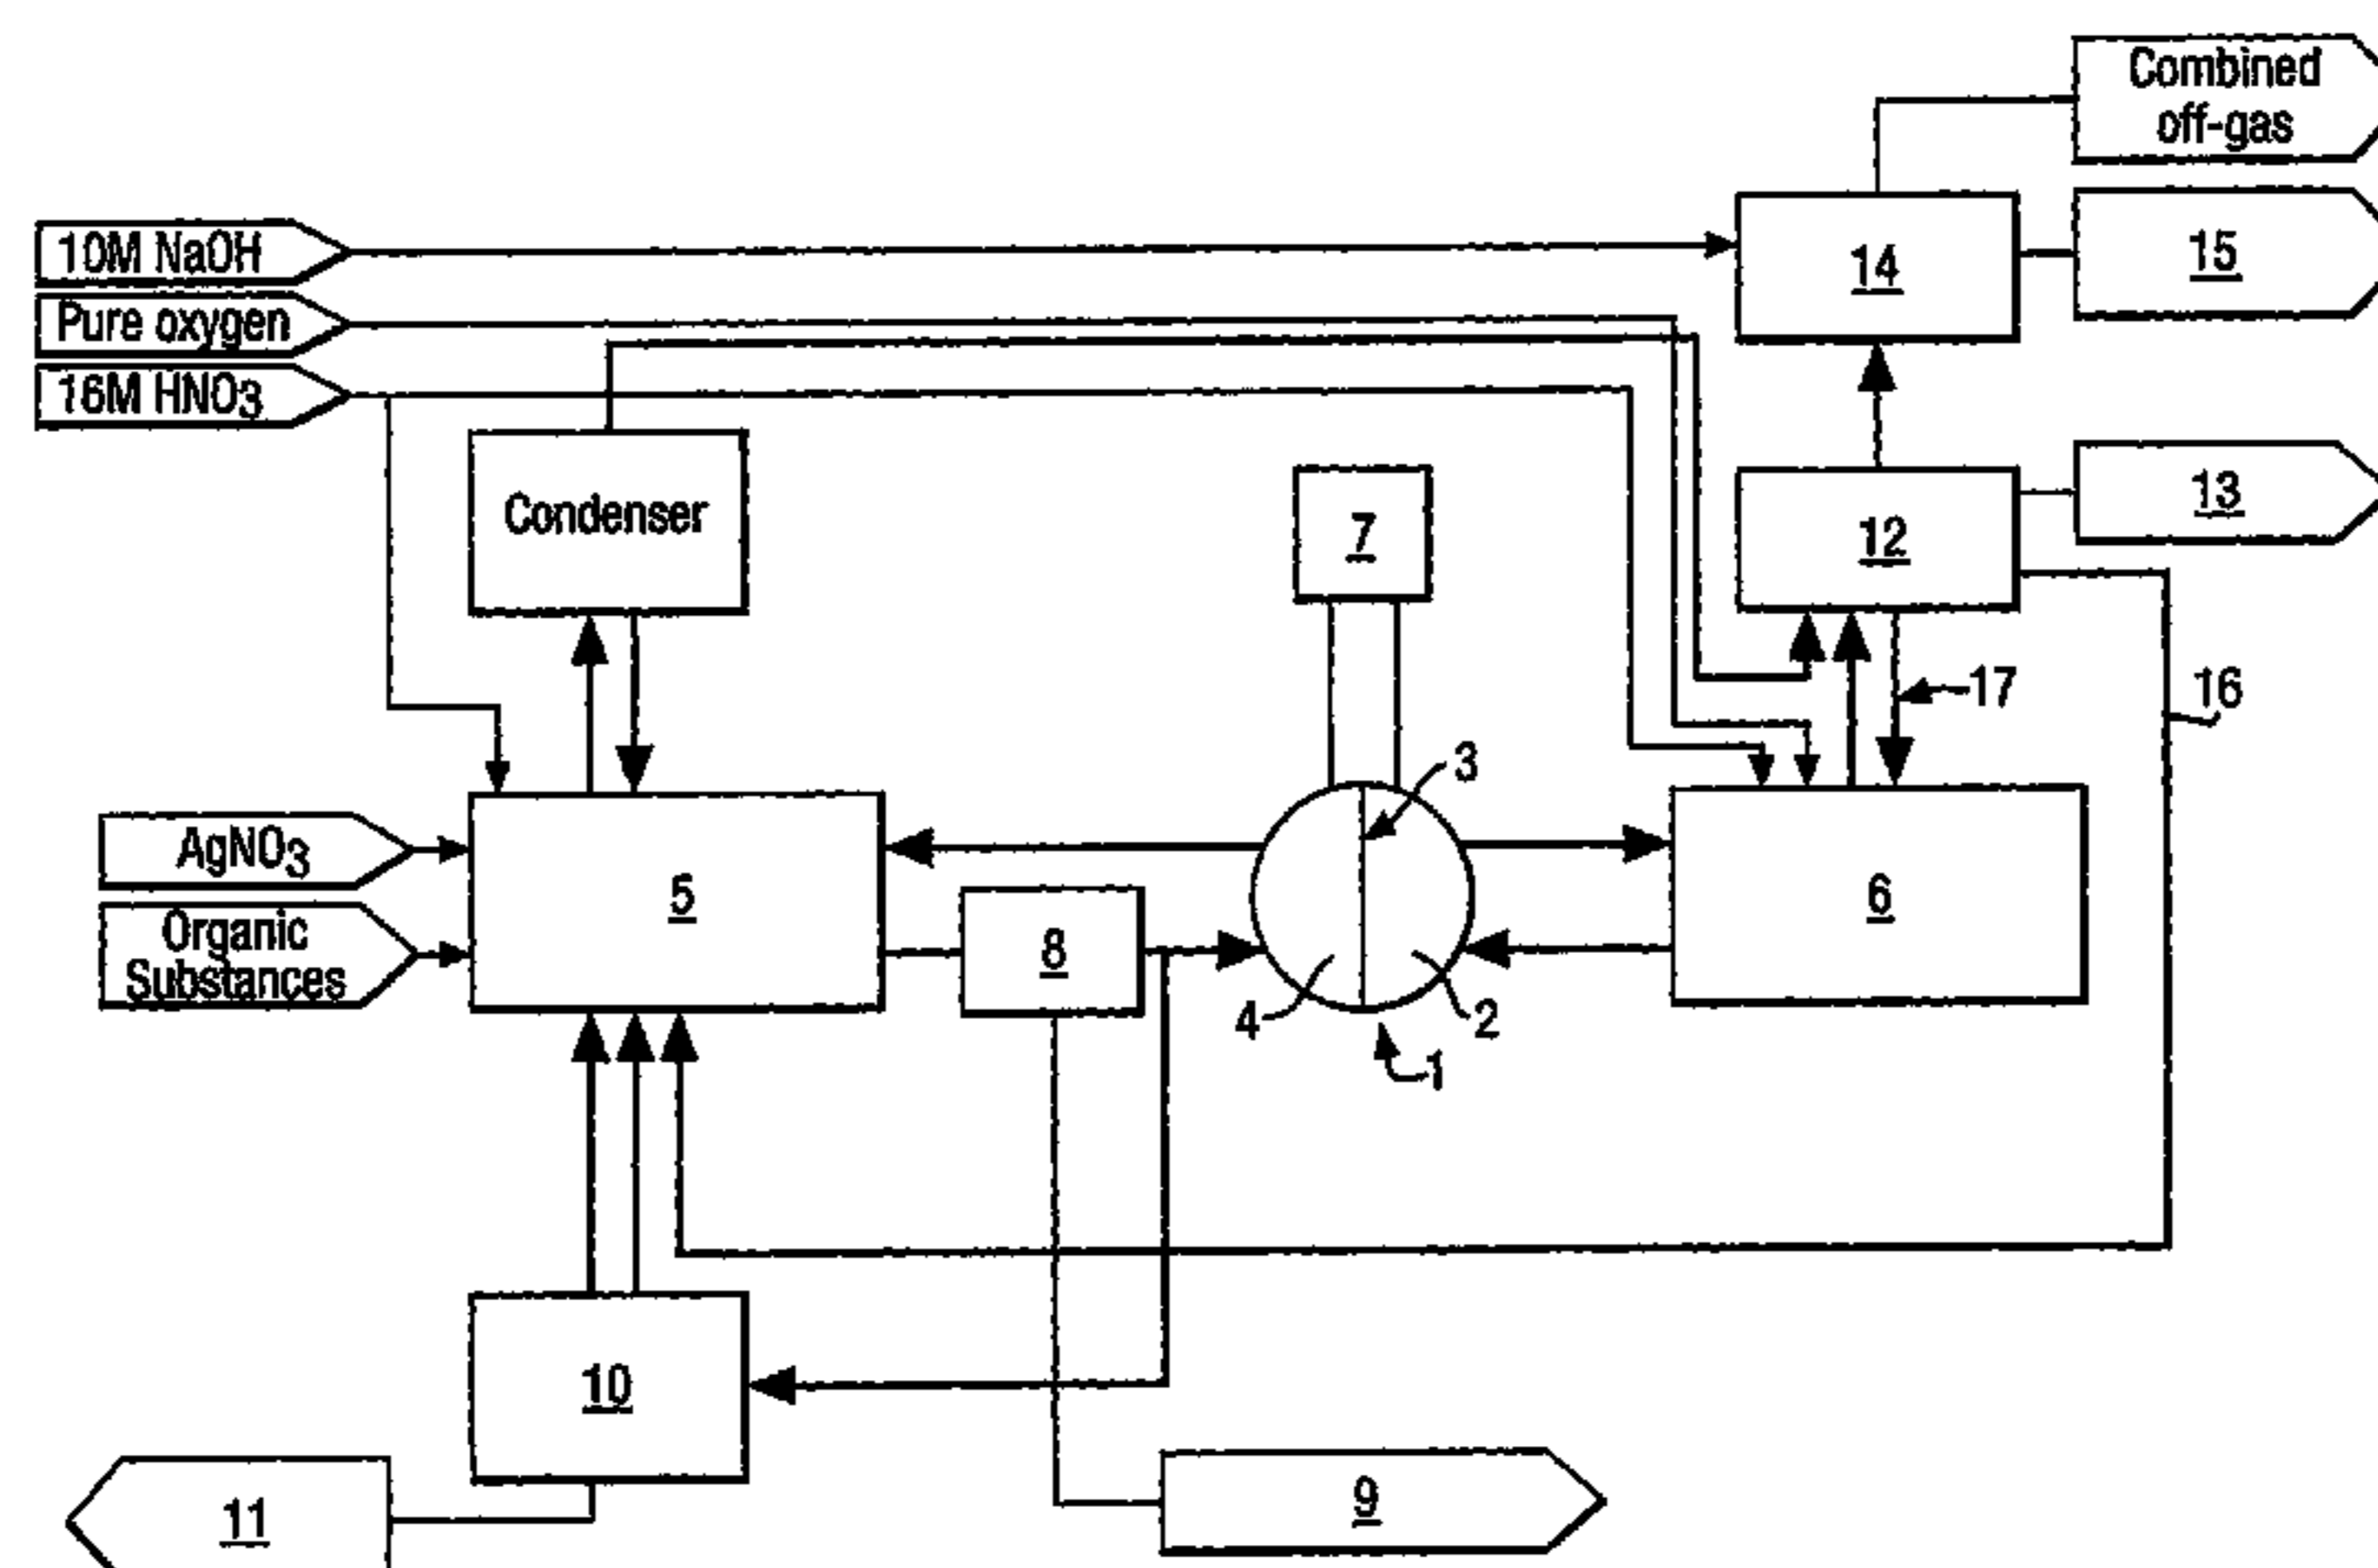 Combined
off-gas
10M NaOH
14
15
Pure oxygen
16M HNO3
Condenser
7
12
13
17
16
3
AgNO3
5
6
Organic
Substances
8
4
2
1
10
9
11